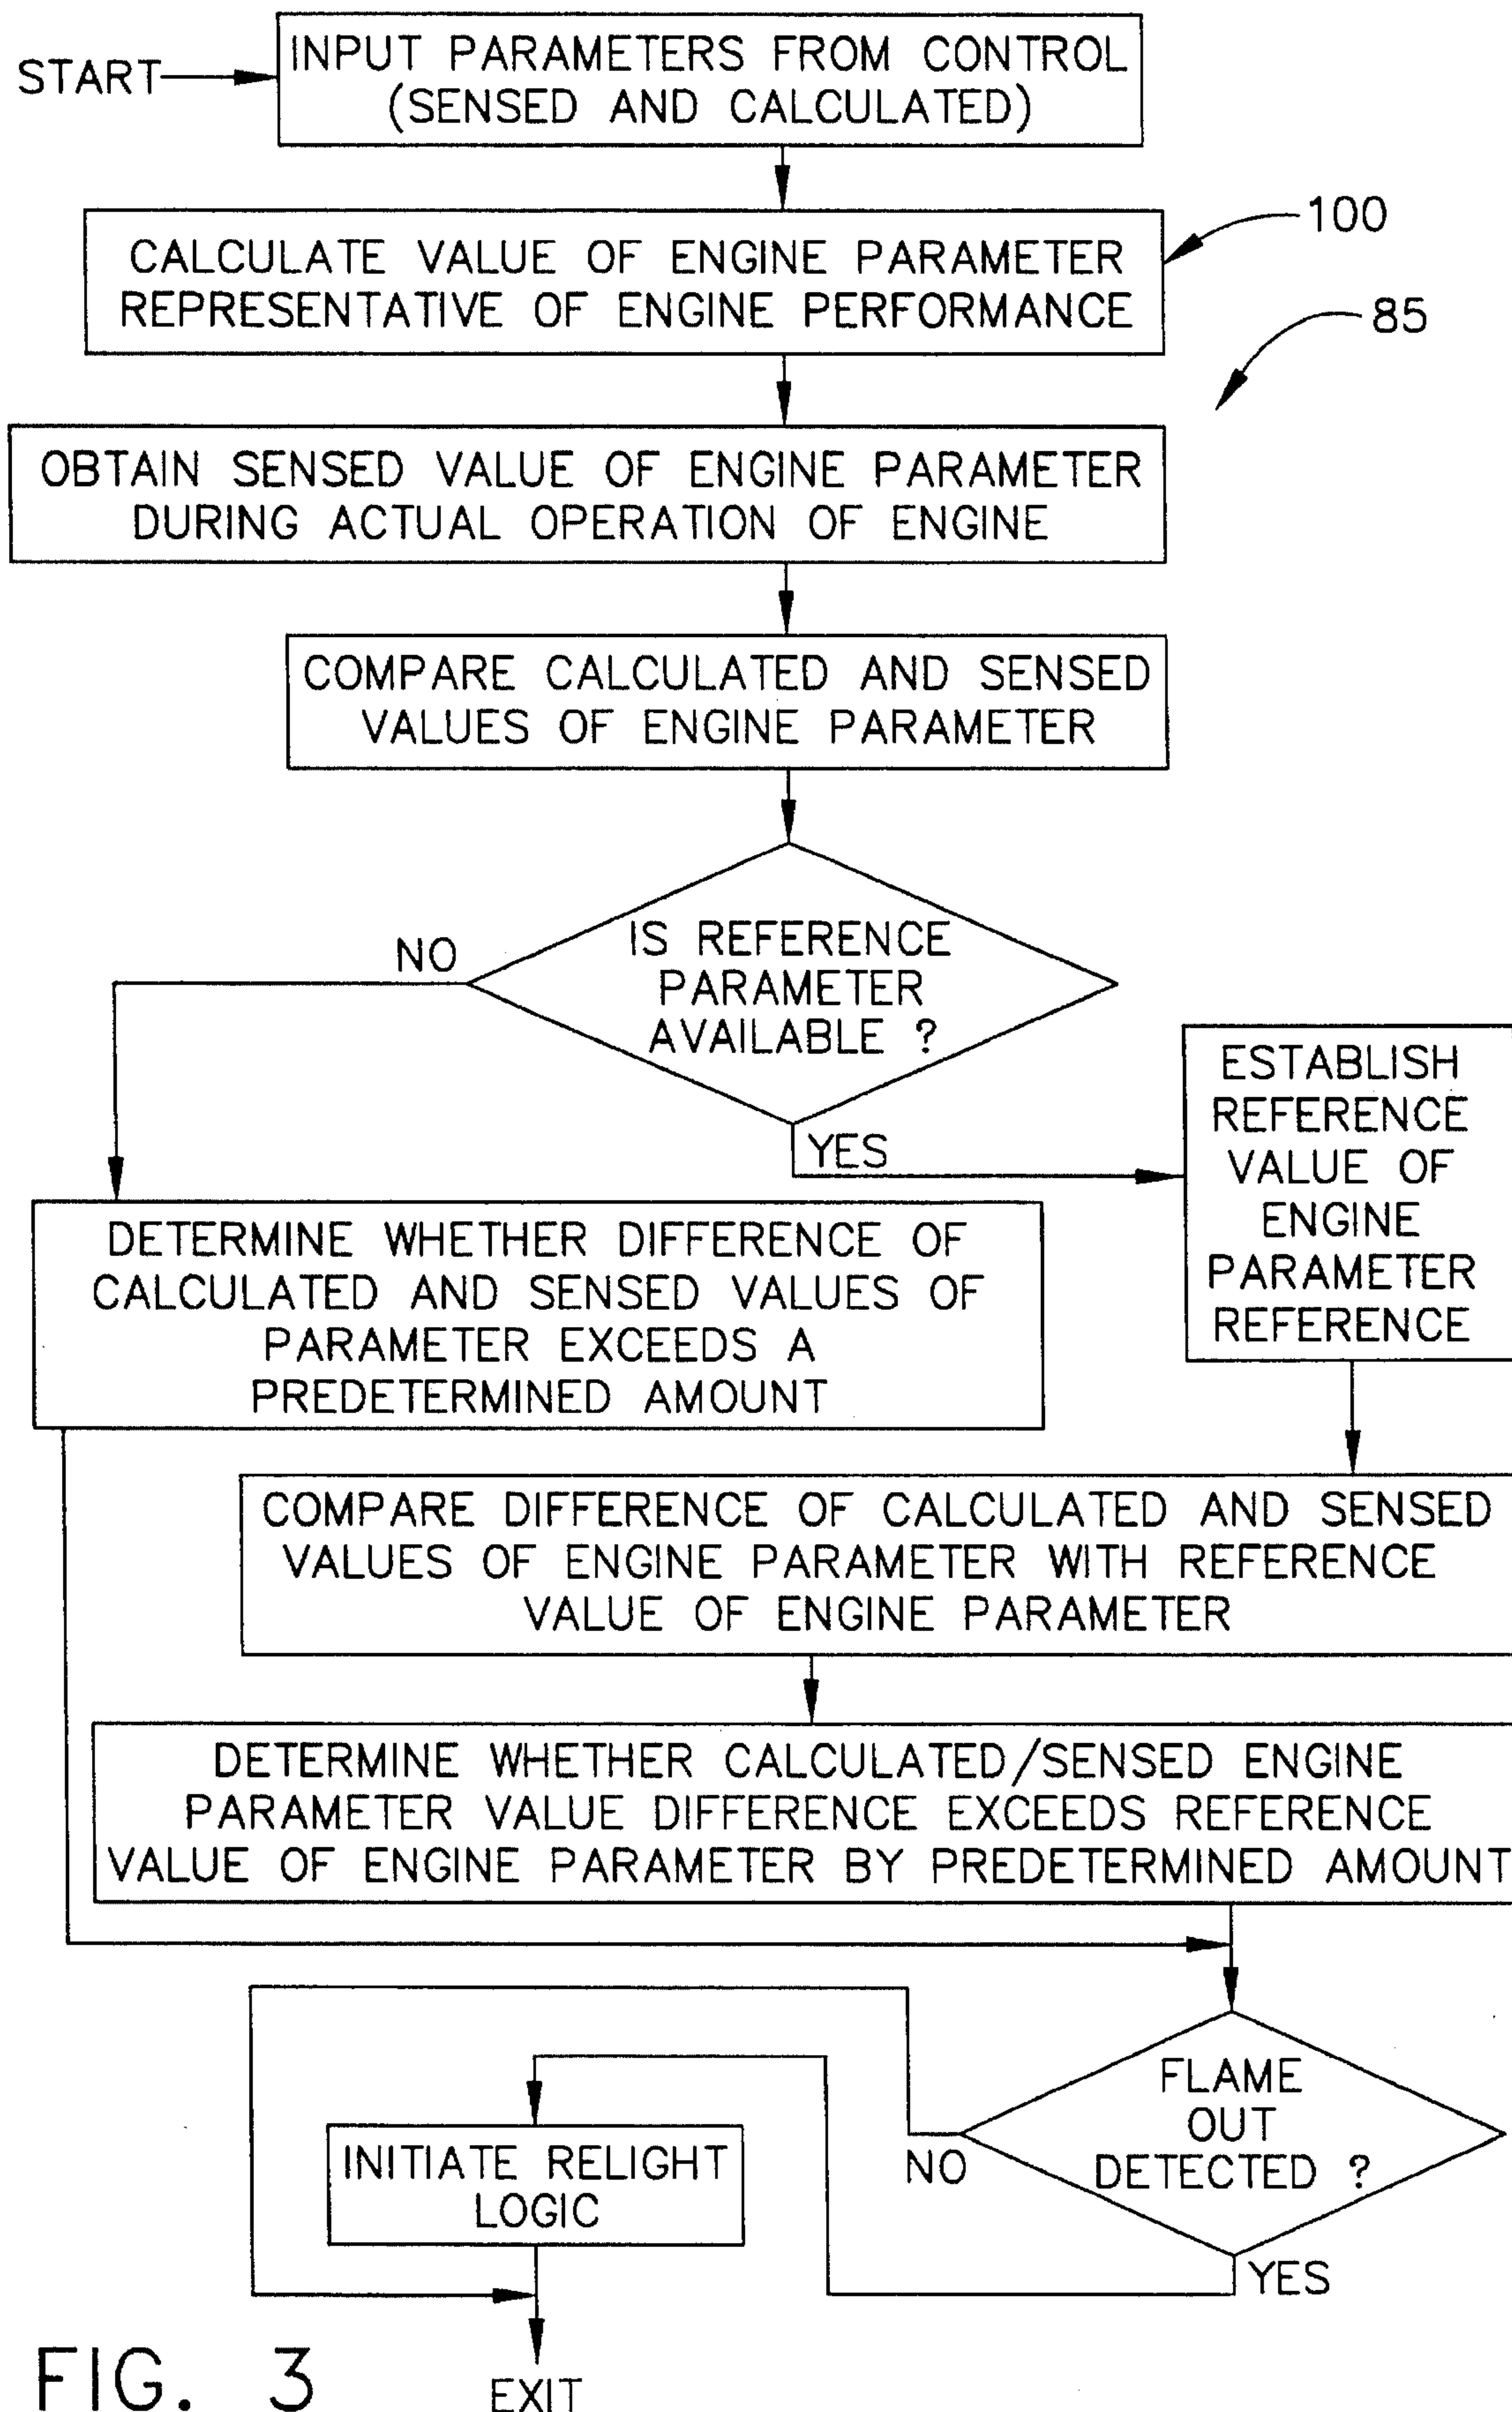 START
INPUT PARAMETERS FROM CONTROL
(SENSED AND CALCULATED)
100
CALCULATE VALUE OF ENGINE PARAMETER
REPRESENTATIVE OF ENGINE PERFORMANCE
85
OBTAIN SENSED VALUE OF ENGINE PARAMETER
DURING ACTUAL OPERATION OF ENGINE
COMPARE CALCULATED AND SENSED
VALUES OF ENGINE PARAMETER
NO
IS REFERENCE
PARAMETER
AVAILABLE ?
YES
ESTABLISH
REFERENCE
VALUE OF
ENGINE
PARAMETER
REFERENCE
DETERMINE WHETHER DIFFERENCE OF
CALCULATED AND SENSED VALUES OF
PARAMETER EXCEEDS A
PREDETERMINED AMOUNT
COMPARE DIFFERENCE OF CALCULATED AND SENSED
VALUES OF ENGINE PARAMETER WITH REFERENCE
VALUE OF ENGINE PARAMETER
DETERMINE WHETHER CALCULATED/SENSED ENGINE
PARAMETER VALUE DIFFERENCE EXCEEDS REFERENCE
VALUE OF ENGINE PARAMETER BY PREDETERMINED AMOUNT
FLAME
OUT
DETECTED ?
NO
YES
INITIATE RELIGHT
LOGIC
EXIT
FIG. 3